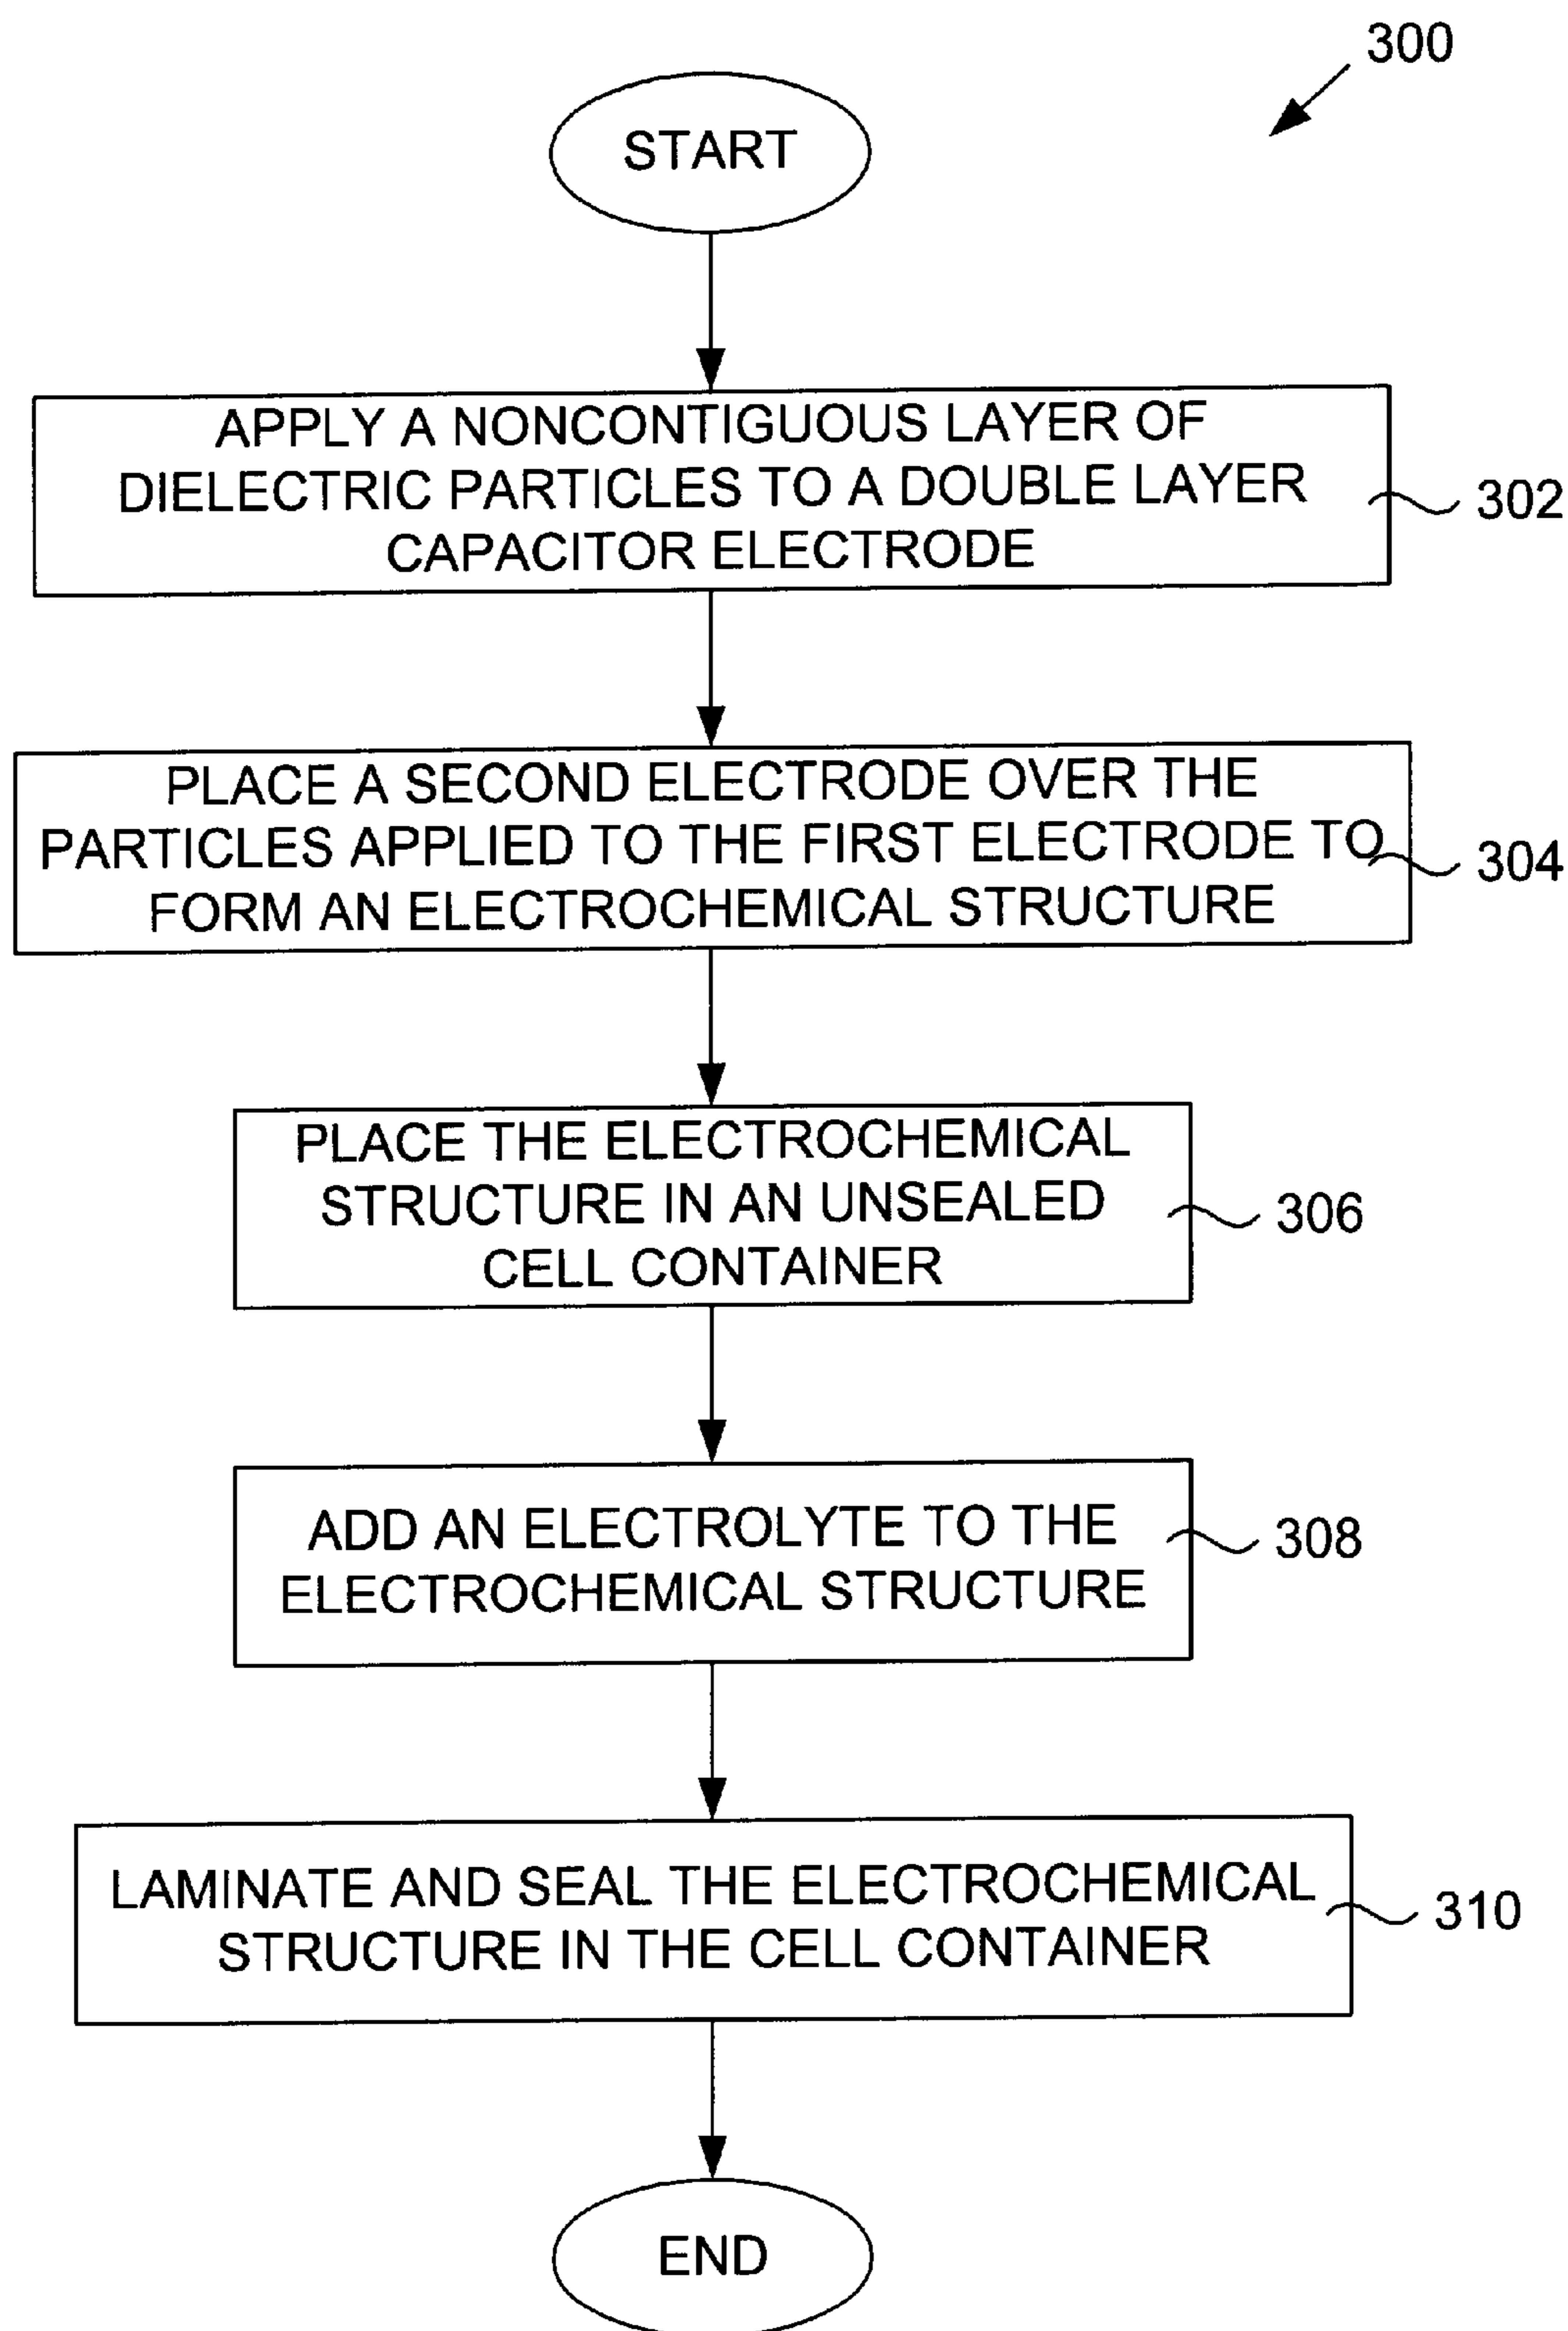 300
START
APPLY A NONCONTIGUOUS LAYER OF
DIELECTRIC PARTICLES TO A DOUBLE LAYER
CAPACITOR ELECTRODE
302
PLACE A SECOND ELECTRODE OVER THE
PARTICLES APPLIED TO THE FIRST ELECTRODE TO
FORM AN ELECTROCHEMICAL STRUCTURE
304
PLACE THE ELECTROCHEMICAL
STRUCTURE IN AN UNSEALED
CELL CONTAINER
306
ADD AN ELECTROLYTE TO THE
ELECTROCHEMICAL STRUCTURE
308
LAMINATE AND SEAL THE ELECTROCHEMICAL
STRUCTURE IN THE CELL CONTAINER
310
END